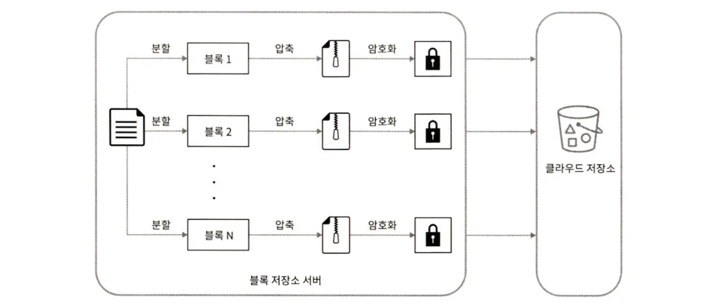 분할
블록 1
압축
암호화
분할
블록 2
압축
암호화
분할
블록 N
압축
암호화
블록 저장소 서버
클라우드 저장소